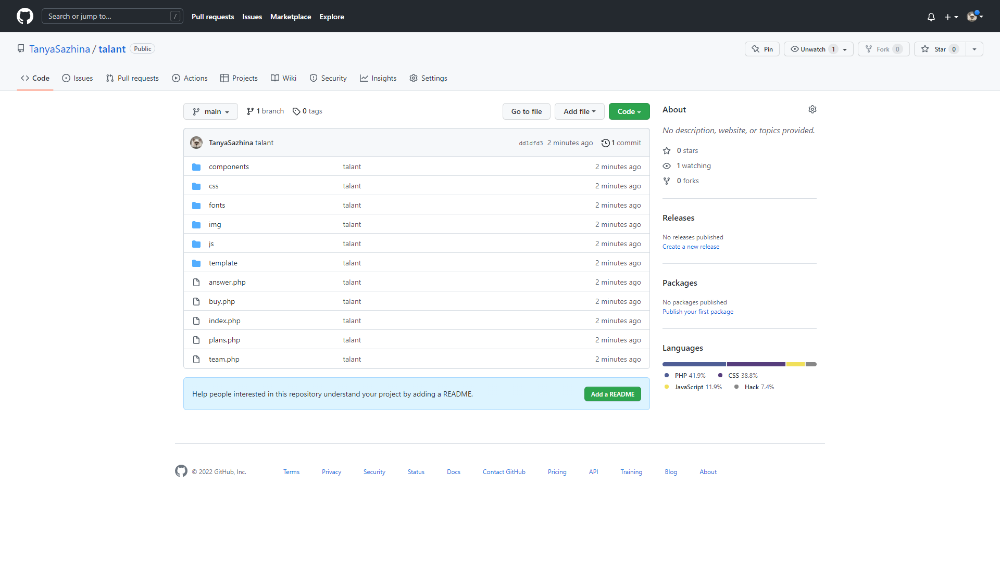 Search or jump to... /
Pull requests Issues Marketplace Explore
TanyaSazhina / talant Public
Pin Unwatch 1 Fork 0 Star 0
Code Issues Pull requests Actions Projects Wiki Security Insights Settings
main 1 branch 0 tags Go to file Add file Code
TanyaSazhina talant dd1dfd3 2 minutes ago 1 commit
components talant 2 minutes ago
css talant 2 minutes ago
fonts talant 2 minutes ago
img talant 2 minutes ago
js talant 2 minutes ago
template talant 2 minutes ago
answer.php talant 2 minutes ago
buy.php talant 2 minutes ago
index.php talant 2 minutes ago
plans.php talant 2 minutes ago
team.php talant 2 minutes ago
Help people interested in this repository understand your project by adding a README. Add a README
About
No description, website, or topics provided.
0 stars
1 watching
0 forks
Releases
No releases published
Create a new release
Packages
No packages published
Publish your first package
Languages
PHP 41.9% CSS 38.8%
JavaScript 11.9% Hack 7.4%
© 2022 GitHub, Inc. Terms Privacy Security Status Docs Contact GitHub Pricing API Training Blog About